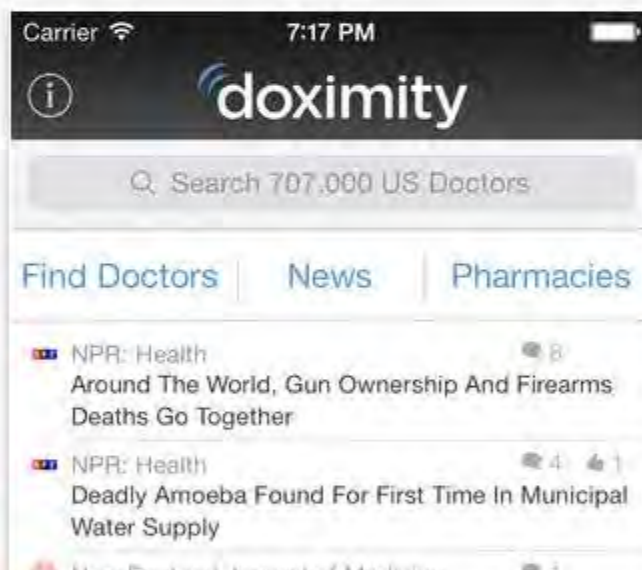 Carrier 7:17 PM
doximity
Search 707,000 US Doctors
Find Doctors News Pharmacies
NPR: Health 8
Around The World, Gun Ownership And Firearms
Deaths Go Together
NPR: Health 4 1
Deadly Amoeba Found For First Time In Municipal
Water Supply